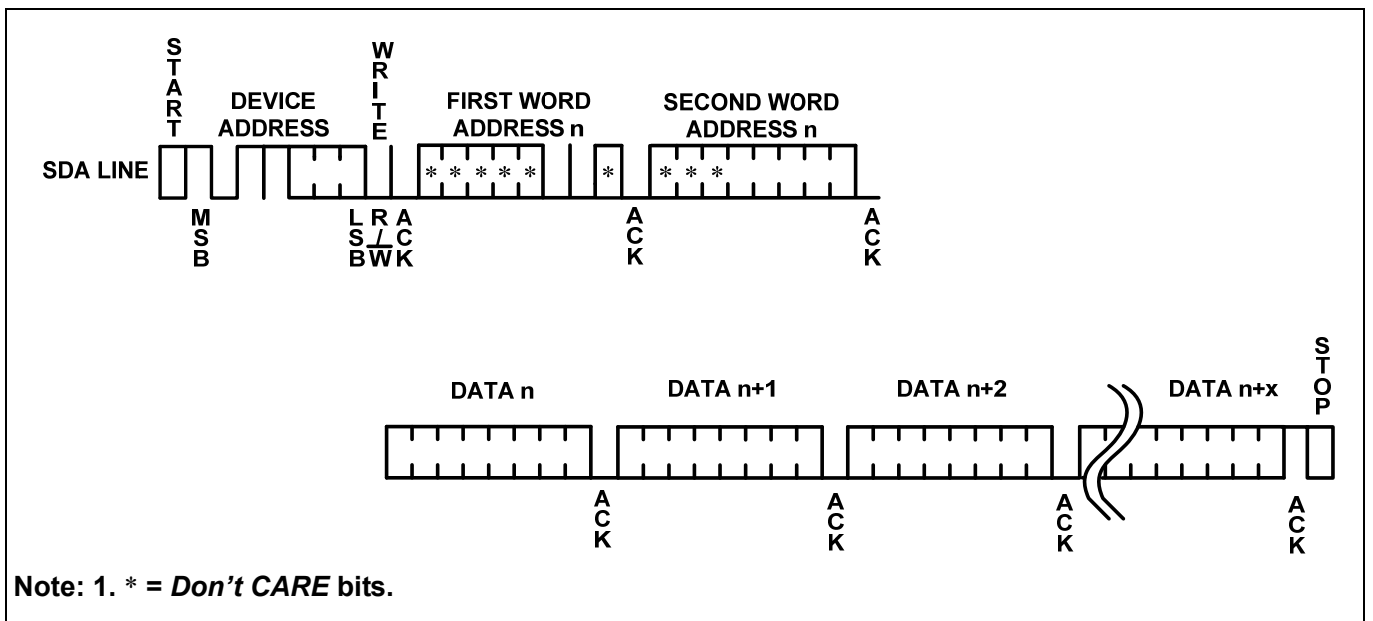 START
WRITE
DEVICE
ADDRESS
FIRST WORD
ADDRESS n
SECOND WORD
ADDRESS n
SDA LINE
* * * * *
*
* * *
MSB
LSB
R/W
ACK
ACK
ACK
STOP
DATA n
DATA n+1
DATA n+2
DATA n+x
ACK
ACK
ACK
ACK
Note: 1. * = Don't CARE bits.